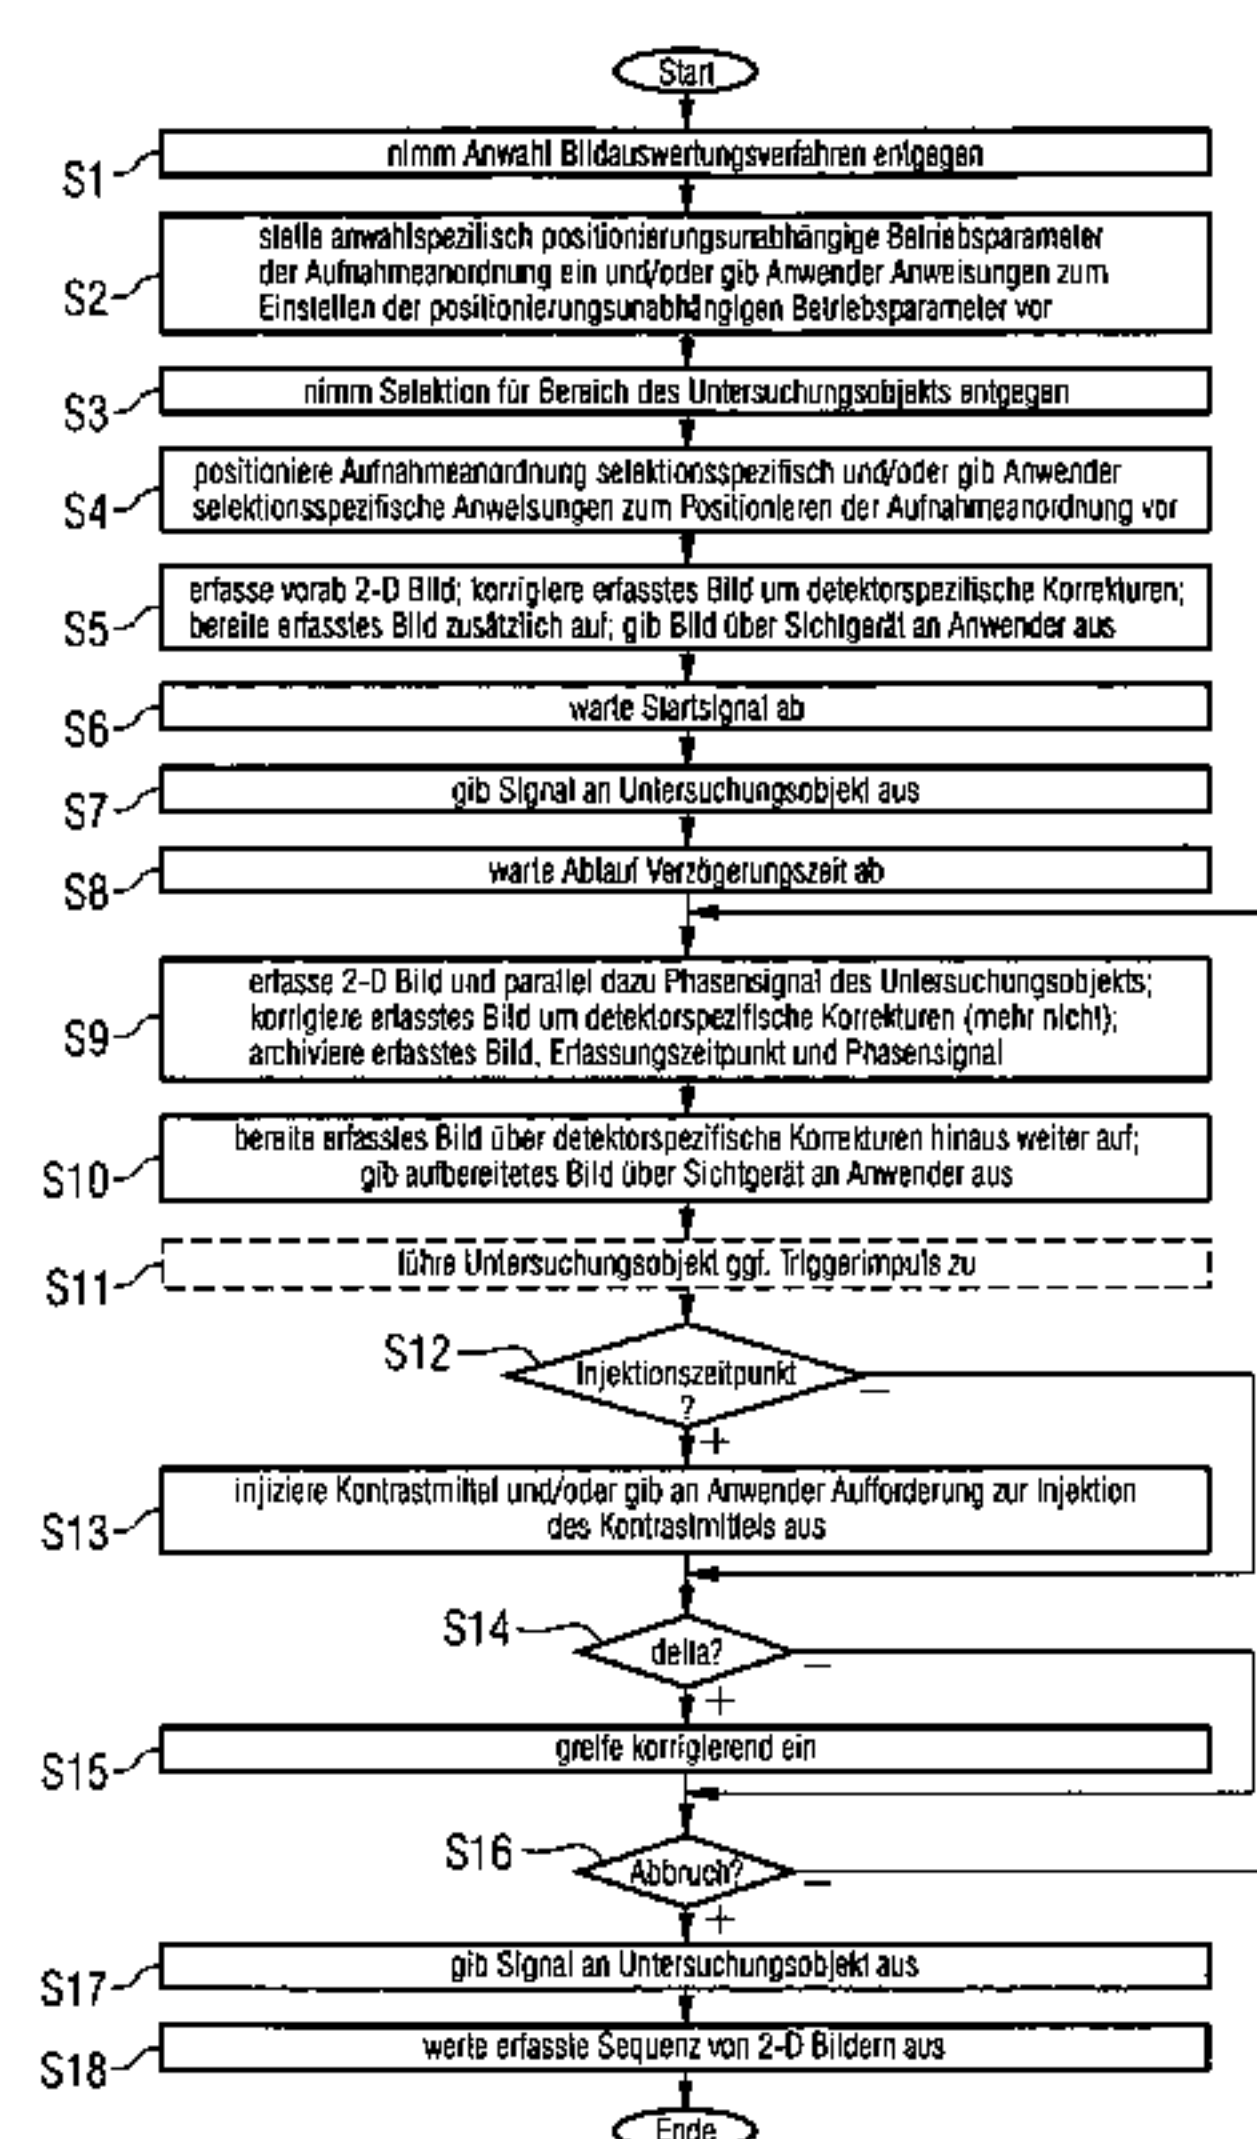 Start
S1
nimm Anwahl Bildauswertungsverfahren entgegen
S2
stelle anwahlspezifisch positionierungsunabhängige Betriebsparameter
der Aufnahmeanordnung ein und/oder gib Anwender Anweisungen zum
Einstellen der positionierungsunabhängigen Betriebsparameter vor
S3
nimm Selektion für Bereich des Untersuchungsobjekts entgegen
S4
positioniere Aufnahmeanordnung selektionsspezifisch und/oder gib Anwender
selektionsspezifische Anweisungen zum Positionieren der Aufnahmeanordnung vor
S5
erfasse vorab 2-D Bild; korrigiere erfasstes Bild um detektorspezifische Korrekturen;
bereite erfasstes Bild zusätzlich auf; gib Bild über Sichtgerät an Anwender aus
S6
warte Startsignal ab
S7
gib Signal an Untersuchungsobjekt aus
S8
warte Ablauf Verzögerungszeit ab
S9
erfasse 2-D Bild und parallel dazu Phasensignal des Untersuchungsobjekts;
korrigiere erfasstes Bild um detektorspezifische Korrekturen (mehr nicht);
archiviere erfasstes Bild, Erfassungszeitpunkt und Phasensignal
S10
bereite erfasstes Bild über detektorspezifische Korrekturen hinaus weiter auf;
gib aufbereitetes Bild über Sichtgerät an Anwender aus
S11
führe Untersuchungsobjekt ggf. Triggerimpuls zu
S12
Injektionszeitpunkt
?
−
+
S13
injiziere Kontrastmittel und/oder gib an Anwender Aufforderung zur Injektion
des Kontrastmittels aus
S14
delta?
−
+
S15
greife korrigierend ein
S16
Abbruch?
−
+
S17
gib Signal an Untersuchungsobjekt aus
S18
werte erfasste Sequenz von 2-D Bildern aus
Ende